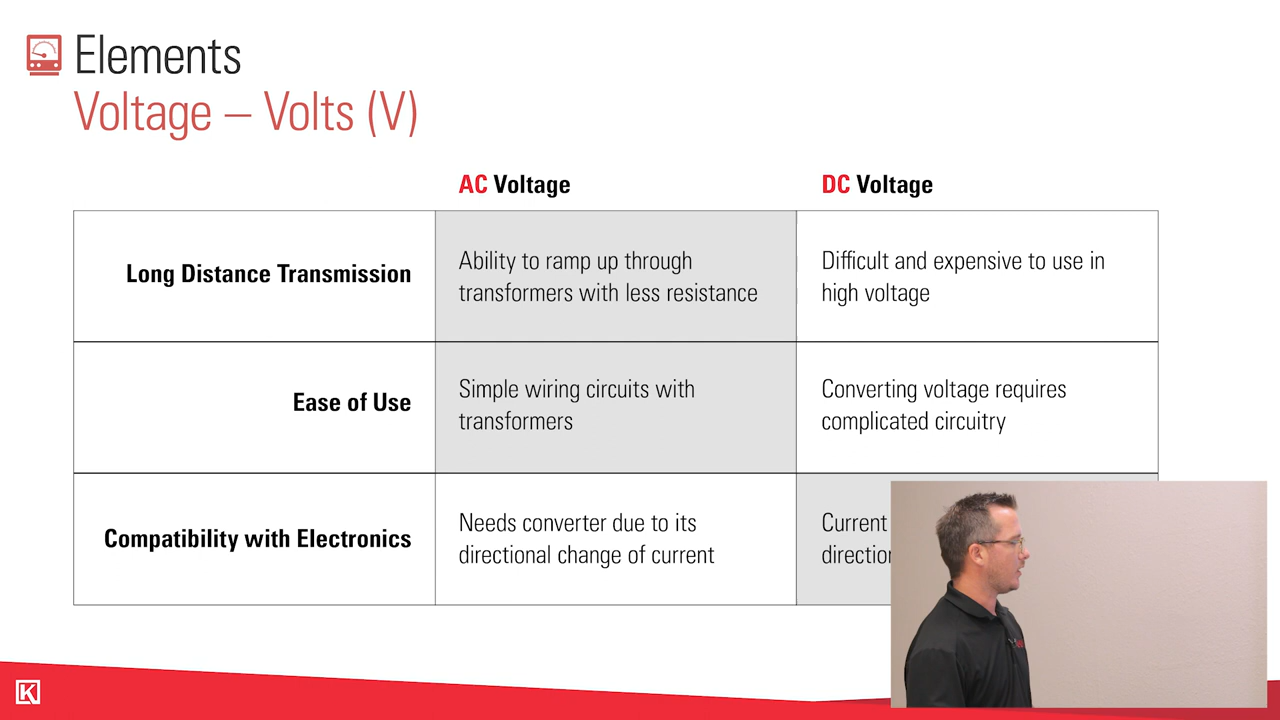 Elements
Voltage – Volts (V)
AC Voltage
DC Voltage
Long Distance Transmission
Ability to ramp up through
transformers with less resistance
Difficult and expensive to use in
high voltage
Ease of Use
Simple wiring circuits with
transformers
Converting voltage requires
complicated circuitry
Compatibility with Electronics
Needs converter due to its
directional change of current
Current
K